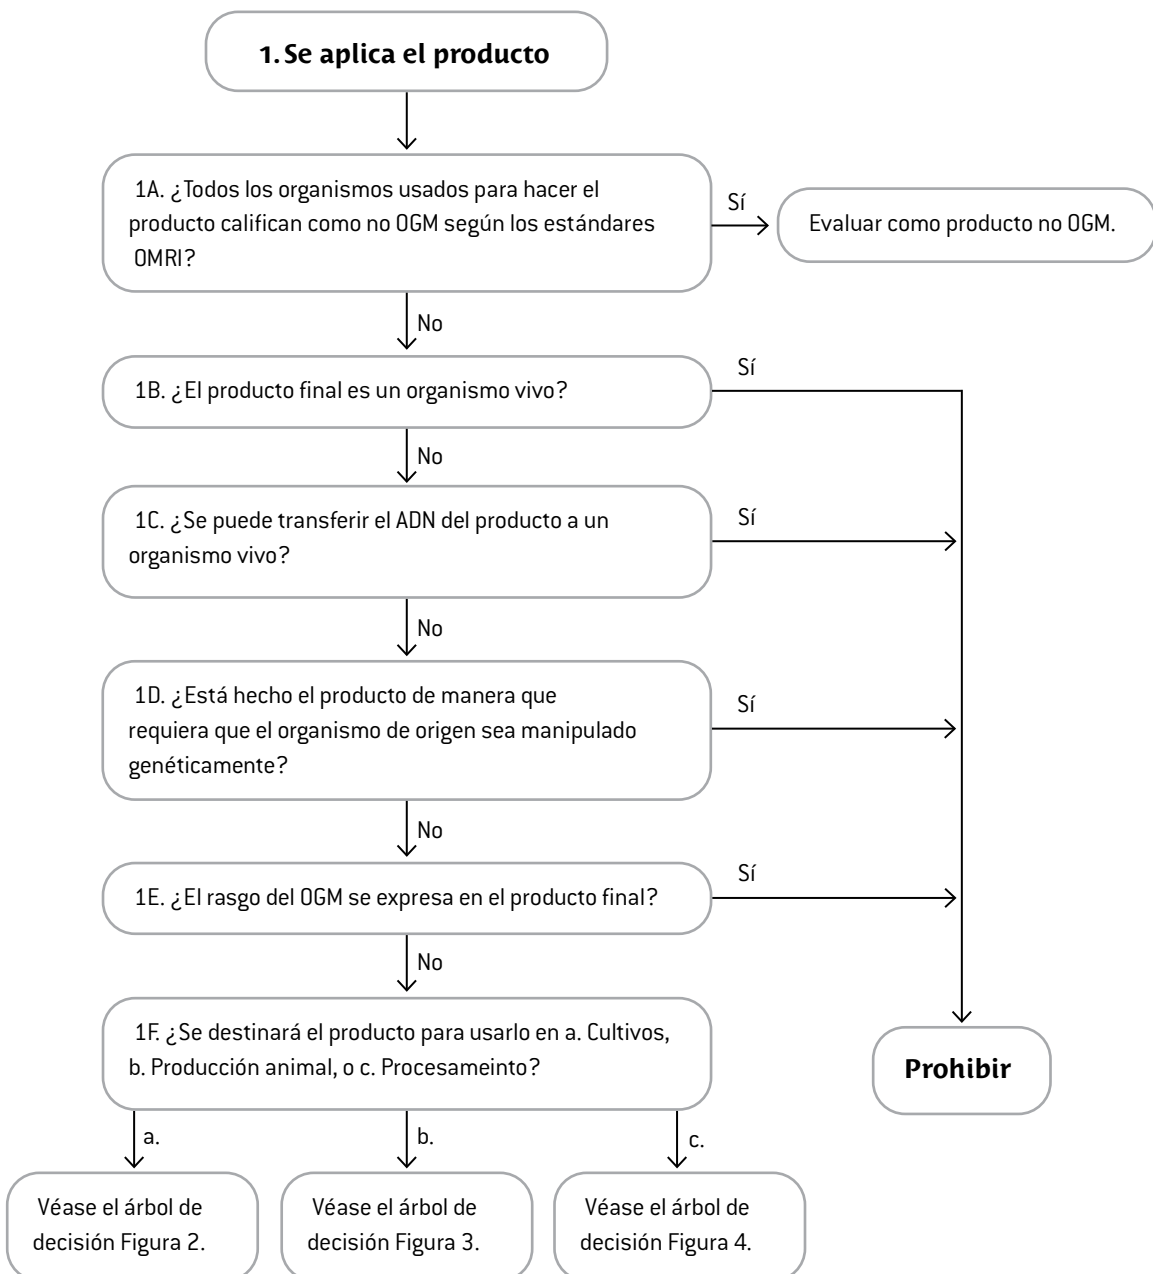 1. Se aplica el producto
1A. ¿Todos los organismos usados para hacer el
producto califican como no OGM según los estándares
OMRI?
Sí
Evaluar como producto no OGM.
No
1B. ¿El producto final es un organismo vivo?
Sí
No
1C. ¿Se puede transferir el ADN del producto a un
organismo vivo?
Sí
No
1D. ¿Está hecho el producto de manera que
requiera que el organismo de origen sea manipulado
genéticamente?
Sí
No
1E. ¿El rasgo del OGM se expresa en el producto final?
Sí
No
1F. ¿Se destinará el producto para usarlo en a. Cultivos,
b. Producción animal, o c. Procesameinto?
Prohibir
a.
b.
c.
Véase el árbol de
decisión Figura 2.
Véase el árbol de
decisión Figura 3.
Véase el árbol de
decisión Figura 4.